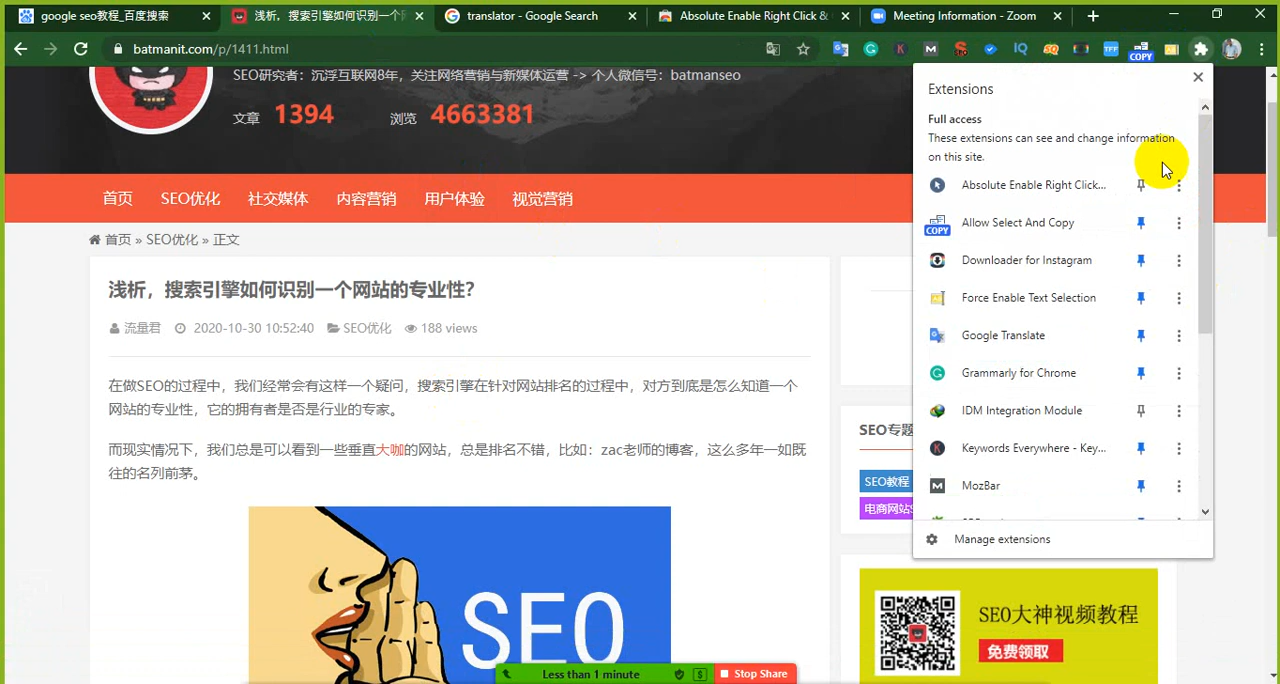 google seo教程_百度搜索
浅析，搜索引擎如何识别一个网
translator - Google Search
Absolute Enable Right Click &
Meeting Information - Zoom
batmanit.com/p/1411.html
COPY
SEO研究者：沉浮互联网8年，关注网络营销与新媒体运营 -> 个人微信号：batmanseo
文章 1394 浏览 4663381
首页 SEO优化 社交媒体 内容营销 用户体验 视觉营销
首页 » SEO优化 » 正文
浅析，搜索引擎如何识别一个网站的专业性？
流量君 2020-10-30 10:52:40 SEO优化 188 views
在做SEO的过程中，我们经常会有这样一个疑问，搜索引擎在针对网站排名的过程中，对方到底是怎么知道一个
网站的专业性，它的拥有者是否是行业的专家。
而现实情况下，我们总是可以看到一些垂直大咖的网站，总是排名不错，比如：zac老师的博客，这么多年一如既
往的名列前茅。
SEO
Extensions
Full access
These extensions can see and change information
on this site.
Absolute Enable Right Click...
COPY
Allow Select And Copy
Downloader for Instagram
Force Enable Text Selection
Google Translate
Grammarly for Chrome
IDM Integration Module
Keywords Everywhere - Key...
MozBar
Manage extensions
SEO专题
SEO教程
电商网站
SEO大神视频教程
免费领取
Less than 1 minute
Stop Share